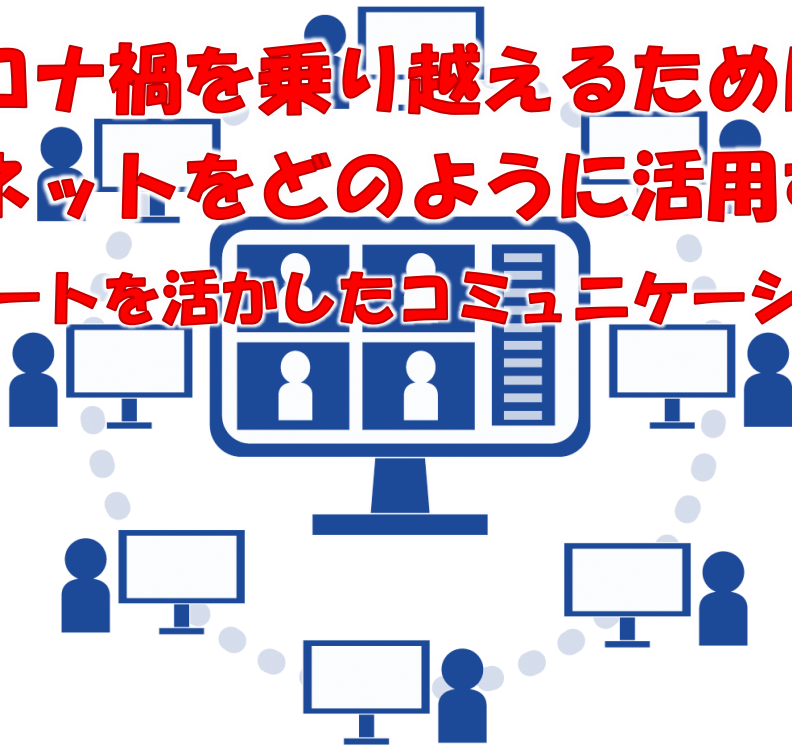 ロナ禍を乗り越えるため
ネットをどのように活用
ートを活かしたコミュニケーシ